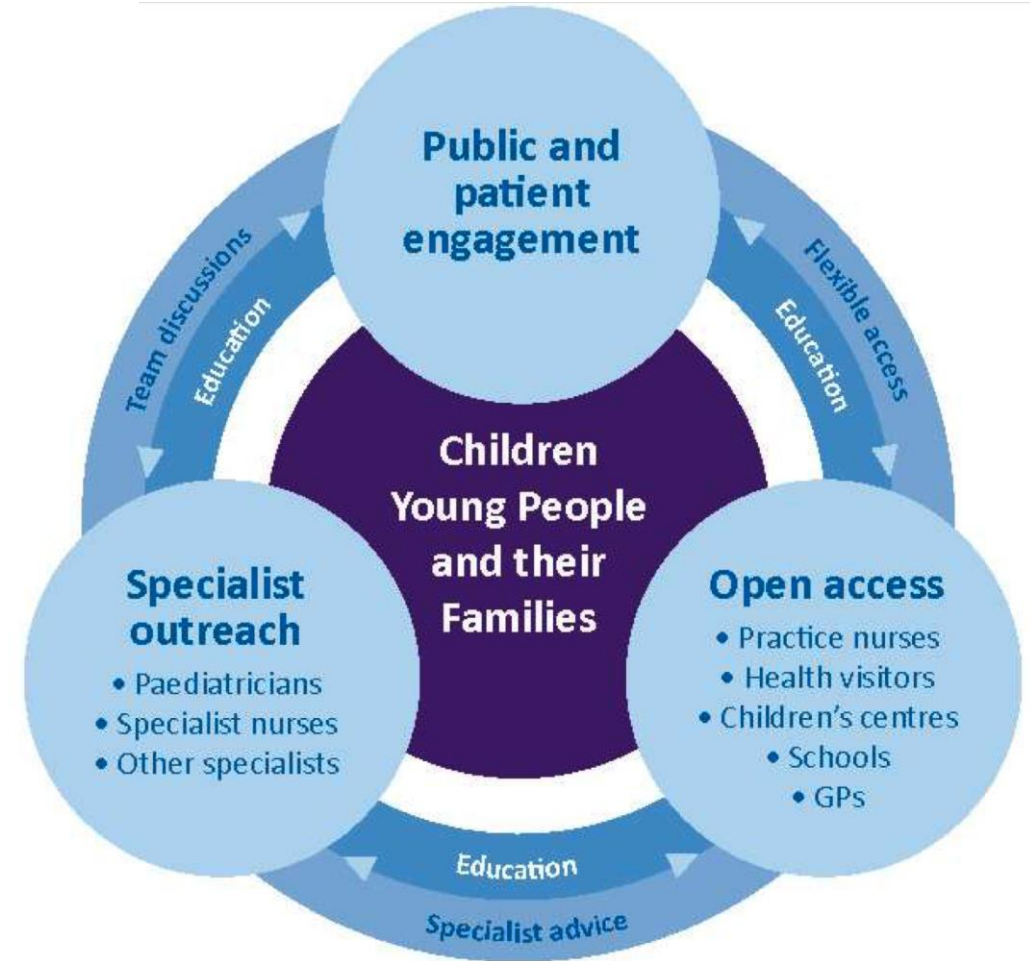 Public and
patient
engagement
Team discussions
Education
Flexible access
Education
Children
Young People
and their
Families
Specialist
outreach
• Paediatricians
• Specialist nurses
• Other specialists
Open access
• Practice nurses
• Health visitors
• Children's centres
• Schools
• GPs
Education
Specialist advice